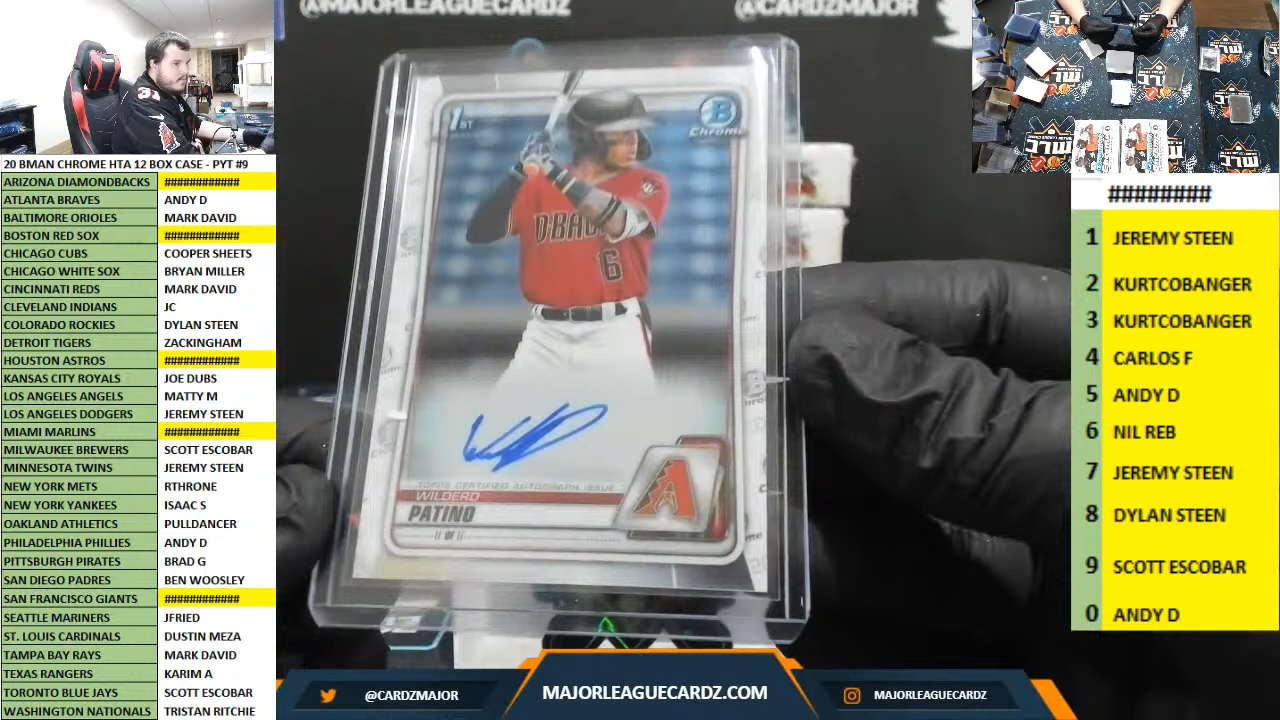 @MAJORLEAGUECARDZ
@CARDZMAJOR
20 BMAN CHROME HTA 12 BOX CASE - PYT #9
ARIZONA DIAMONDBACKS ############
ATLANTA BRAVES ANDY D
BALTIMORE ORIOLES MARK DAVID
BOSTON RED SOX ############
CHICAGO CUBS COOPER SHEETS
CHICAGO WHITE SOX BRYAN MILLER
CINCINNATI REDS MARK DAVID
CLEVELAND INDIANS JC
COLORADO ROCKIES DYLAN STEEN
DETROIT TIGERS ZACKINGHAM
HOUSTON ASTROS ############
KANSAS CITY ROYALS JOE DUBS
LOS ANGELES ANGELS MATTY M
LOS ANGELES DODGERS JEREMY STEEN
MIAMI MARLINS ############
MILWAUKEE BREWERS SCOTT ESCOBAR
MINNESOTA TWINS JEREMY STEEN
NEW YORK METS RTHRONE
NEW YORK YANKEES ISAAC S
OAKLAND ATHLETICS PULLDANCER
PHILADELPHIA PHILLIES ANDY D
PITTSBURGH PIRATES BRAD G
SAN DIEGO PADRES BEN WOOSLEY
SAN FRANCISCO GIANTS ############
SEATTLE MARINERS JFRIED
ST. LOUIS CARDINALS DUSTIN MEZA
TAMPA BAY RAYS MARK DAVID
TEXAS RANGERS KARIM A
TORONTO BLUE JAYS SCOTT ESCOBAR
WASHINGTON NATIONALS TRISTAN RITCHIE
1ST
B
Chrome
DBAC
6
TOPPS CERTIFIED AUTOGRAPH ISSUE
WILDERD
PATINO
A
MLC
########
1 JEREMY STEEN
2 KURTCOBANGER
3 KURTCOBANGER
4 CARLOS F
5 ANDY D
6 NIL REB
7 JEREMY STEEN
8 DYLAN STEEN
9 SCOTT ESCOBAR
0 ANDY D
@CARDZMAJOR
MAJORLEAGUECARDZ.COM
MAJORLEAGUECARDZ